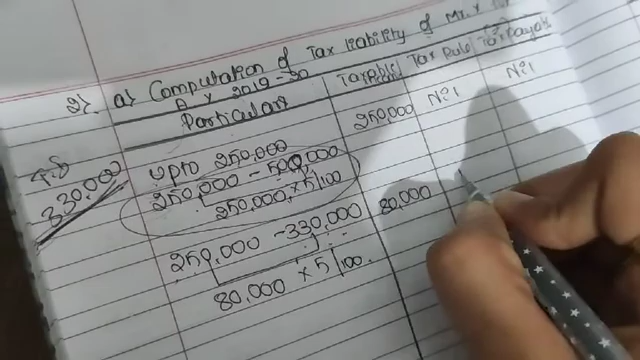 2). a) Computation of Tax liability of Mr. X
A Y 2019-20
Particulars Taxable Tax Rate Tax Payable
upto 250,000 250,000 Nil Nil
250,000 - 500,000
250,000 × 5/100
330,000
250,000 - 330,000 80,000
80,000 × 5/100.